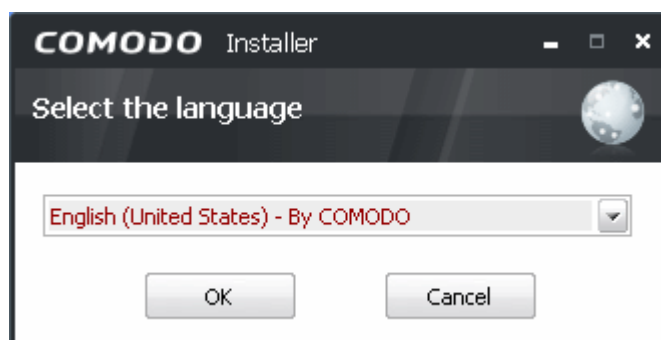 COMODO Installer
Select the language
English (United States) - By COMODO
OK Cancel